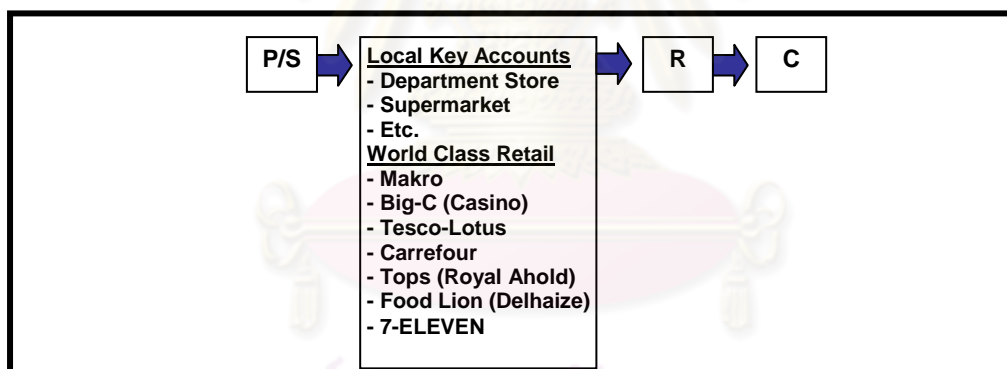 P/S
Local Key Accounts
- Department Store
- Supermarket
- Etc.
World Class Retail
- Makro
- Big-C (Casino)
- Tesco-Lotus
- Carrefour
- Tops (Royal Ahold)
- Food Lion (Delhaize)
- 7-ELEVEN
R
C